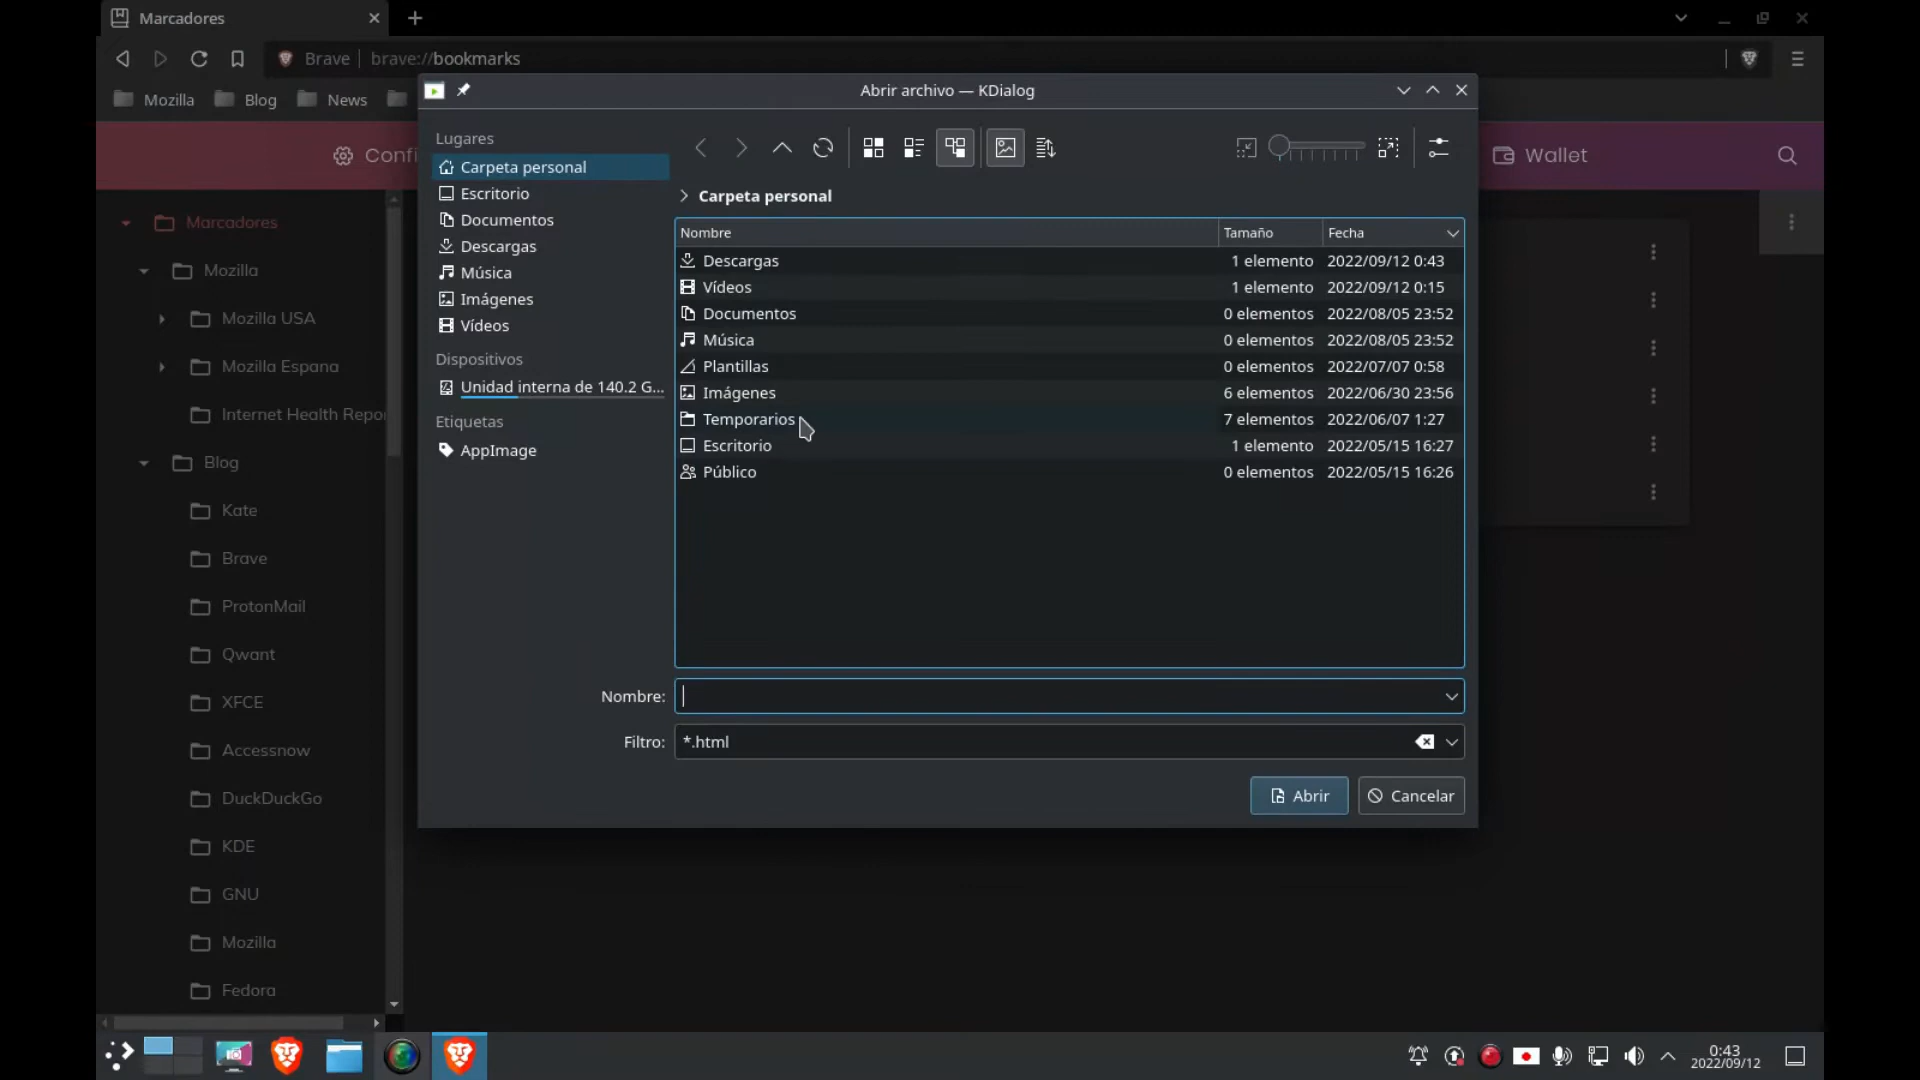 Marcadores
Brave | brave://bookmarks
Mozilla Blog News
Confi
Wallet
Marcadores
Mozilla
Mozilla USA
Mozilla Espana
Internet Health Repo
Blog
Kate
Brave
ProtonMail
Qwant
XFCE
Accessnow
DuckDuckGo
KDE
GNU
Mozilla
Fedora
Abrir archivo — KDialog
Lugares
Carpeta personal
Escritorio
Documentos
Descargas
Música
Imágenes
Vídeos
Dispositivos
Unidad interna de 140.2 G...
Etiquetas
AppImage
Carpeta personal
Nombre Tamaño Fecha
Descargas 1 elemento 2022/09/12 0:43
Vídeos 1 elemento 2022/09/12 0:15
Documentos 0 elementos 2022/08/05 23:52
Música 0 elementos 2022/08/05 23:52
Plantillas 0 elementos 2022/07/07 0:58
Imágenes 6 elementos 2022/06/30 23:56
Temporarios 7 elementos 2022/06/07 1:27
Escritorio 1 elemento 2022/05/15 16:27
Público 0 elementos 2022/05/15 16:26
Nombre:
Filtro: *.html
Abrir Cancelar
0:43
2022/09/12